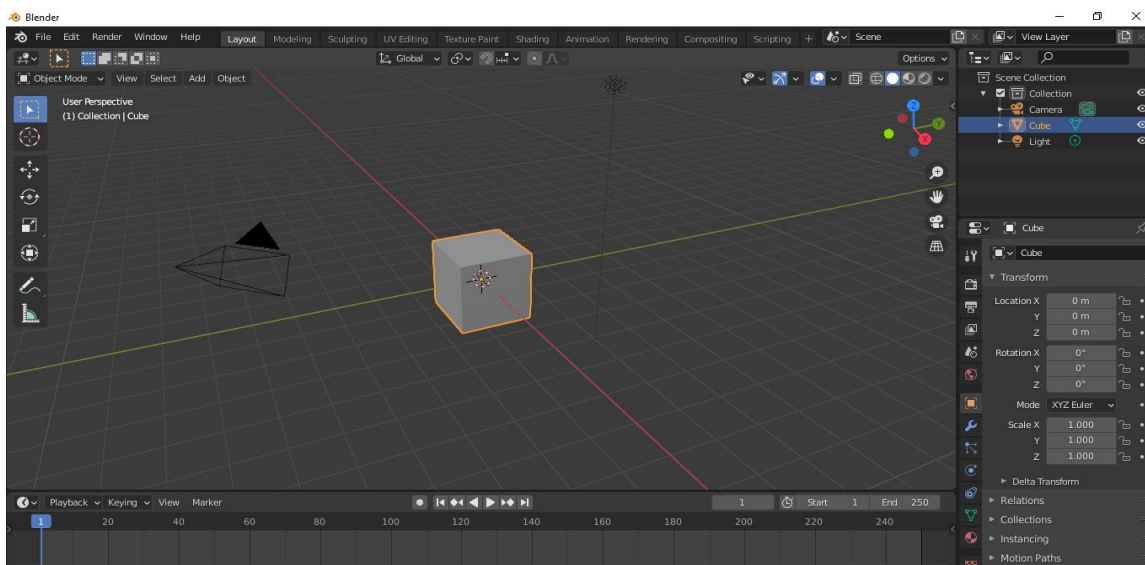 Blender
File Edit Render Window Help Layout Modeling Sculpting UV Editing Texture Paint Shading Animation Rendering Compositing Scripting + Scene View Layer
Global Options
Object Mode View Select Add Object
User Perspective
(1) Collection | Cube
Z
Y
X
Scene Collection
Collection
Camera
Cube
Light
Cube
Cube
Transform
Location X 0 m
Y 0 m
Z 0 m
Rotation X 0°
Y 0°
Z 0°
Mode XYZ Euler
Scale X 1.000
Y 1.000
Z 1.000
Delta Transform
Relations
Collections
Instancing
Motion Paths
Playback Keying View Marker 1 Start 1 End 250
1 20 40 60 80 100 120 140 160 180 200 220 240